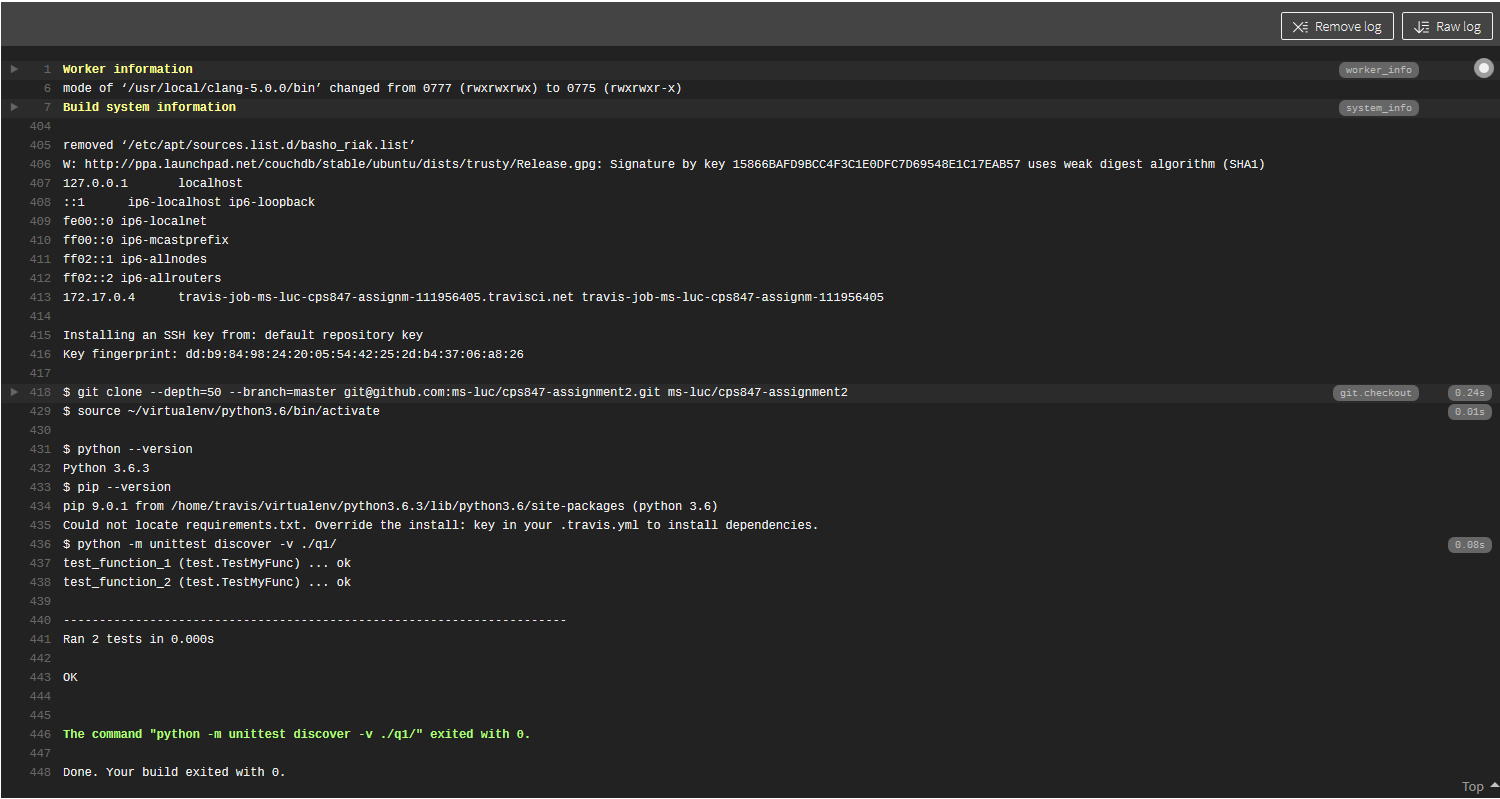 Remove log Raw log
1 Worker information worker_info
6 mode of ‘/usr/local/clang-5.0.0/bin’ changed from 0777 (rwxrwxrwx) to 0775 (rwxrwxr-x)
7 Build system information system_info
404
405 removed ‘/etc/apt/sources.list.d/basho_riak.list’
406 W: http://ppa.launchpad.net/couchdb/stable/ubuntu/dists/trusty/Release.gpg: Signature by key 15866BAFD9BCC4F3C1E0DFC7D69548E1C17EAB57 uses weak digest algorithm (SHA1)
407 127.0.0.1 localhost
408 ::1 ip6-localhost ip6-loopback
409 fe00::0 ip6-localnet
410 ff00::0 ip6-mcastprefix
411 ff02::1 ip6-allnodes
412 ff02::2 ip6-allrouters
413 172.17.0.4 travis-job-ms-luc-cps847-assignm-111956405.travisci.net travis-job-ms-luc-cps847-assignm-111956405
414
415 Installing an SSH key from: default repository key
416 Key fingerprint: dd:b9:84:98:24:20:05:54:42:25:2d:b4:37:06:a8:26
417
418 $ git clone --depth=50 --branch=master git@github.com:ms-luc/cps847-assignment2.git ms-luc/cps847-assignment2 git.checkout 0.24s
429 $ source ~/virtualenv/python3.6/bin/activate 0.01s
430
431 $ python --version
432 Python 3.6.3
433 $ pip --version
434 pip 9.0.1 from /home/travis/virtualenv/python3.6.3/lib/python3.6/site-packages (python 3.6)
435 Could not locate requirements.txt. Override the install: key in your .travis.yml to install dependencies.
436 $ python -m unittest discover -v ./q1/ 0.08s
437 test_function_1 (test.TestMyFunc) ... ok
438 test_function_2 (test.TestMyFunc) ... ok
439
440 ----------------------------------------------------------------------
441 Ran 2 tests in 0.000s
442
443 OK
444
445
446 The command "python -m unittest discover -v ./q1/" exited with 0.
447
448 Done. Your build exited with 0.
Top